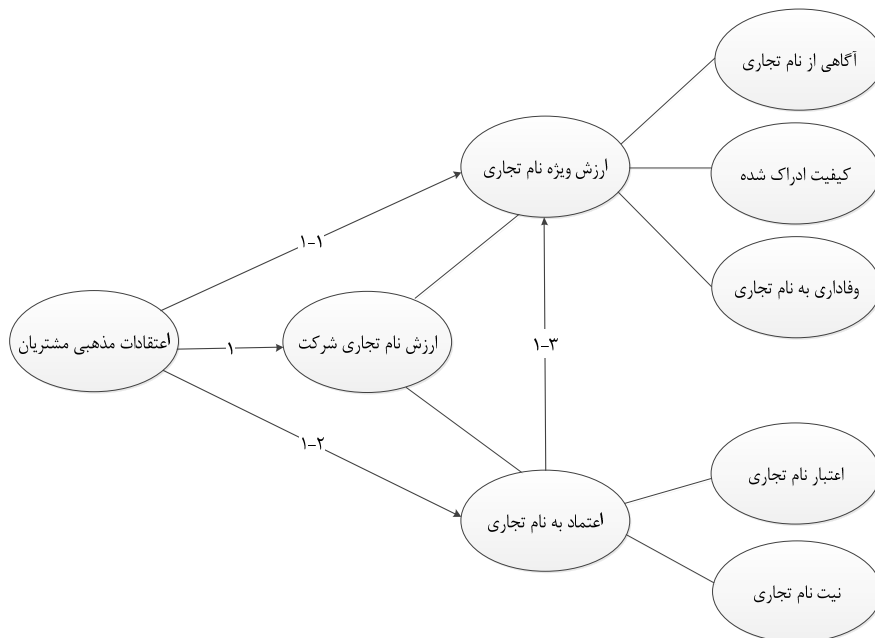 آگاهی از نام تجاری
ارزش ویژه نام تجاری
کیفیت ادراک شده
۱-۱
وفاداری به نام تجاری
اعتقادات مذهبی مشتریان
۱
ارزش نام تجاری شرکت
۱-۳
۱-۲
اعتبار نام تجاری
اعتماد به نام تجاری
نیت نام تجاری